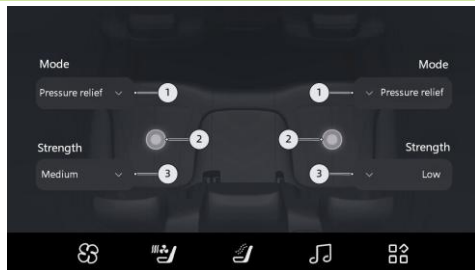 Mode
Mode
Pressure relief
1
1
Pressure relief
2
2
Strength
Strength
Medium
3
3
Low